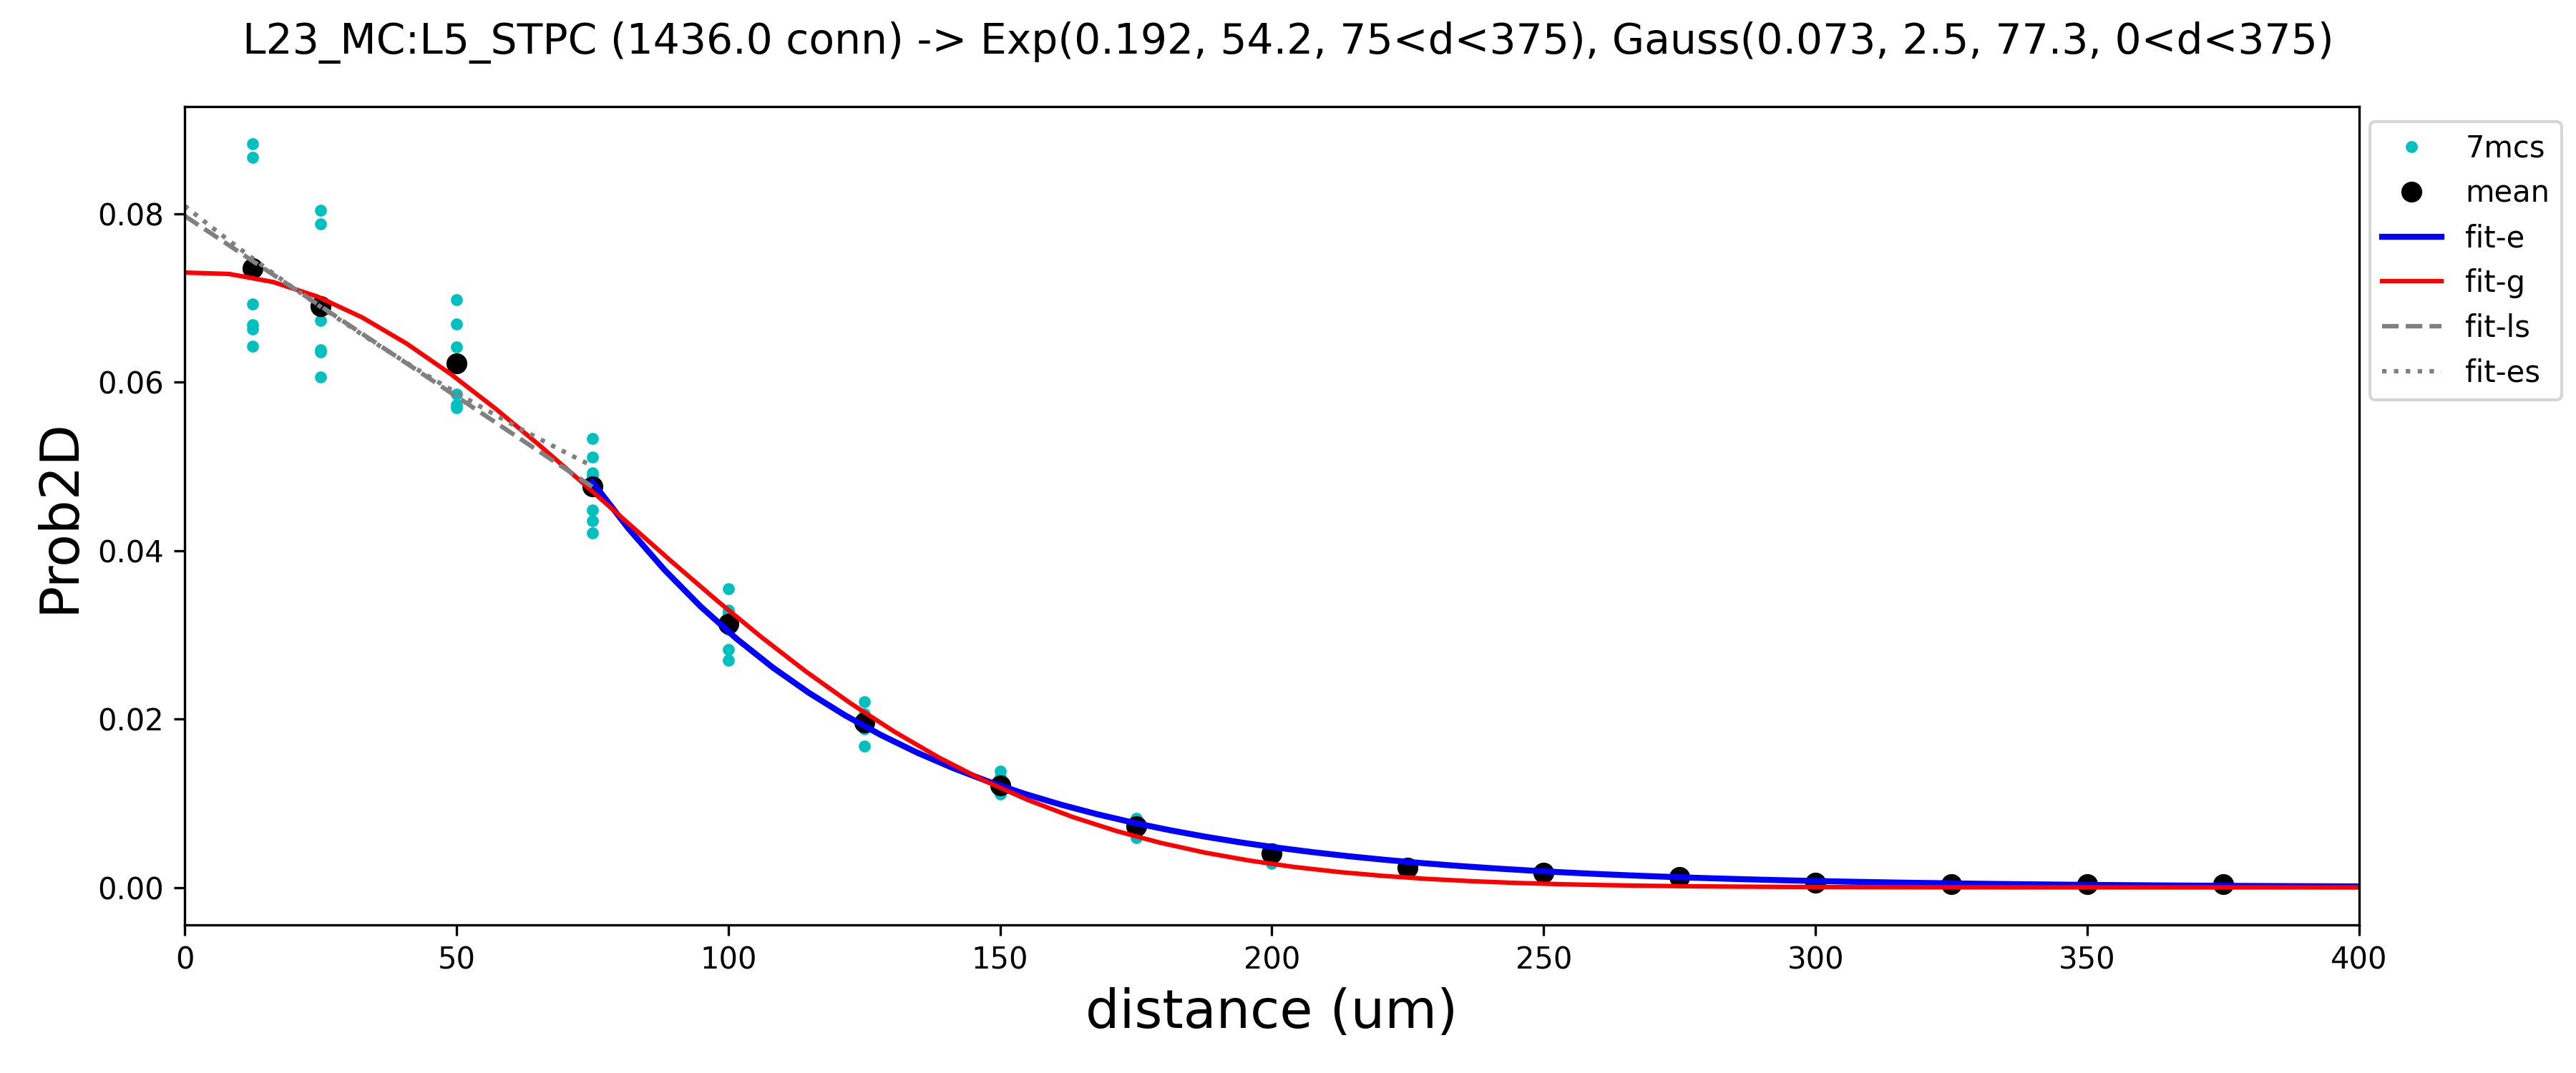 L23_MC:L5_STPC (1436.0 conn) -> Exp(0.192, 54.2, 75<d<375), Gauss(0.073, 2.5, 77.3, 0<d<375)
7mcs
mean
fit-e
fit-g
fit-ls
fit-es
Prob2D
0.08
0.06
0.04
0.02
0.00
0 50 100 150 200 250 300 350 400
distance (um)